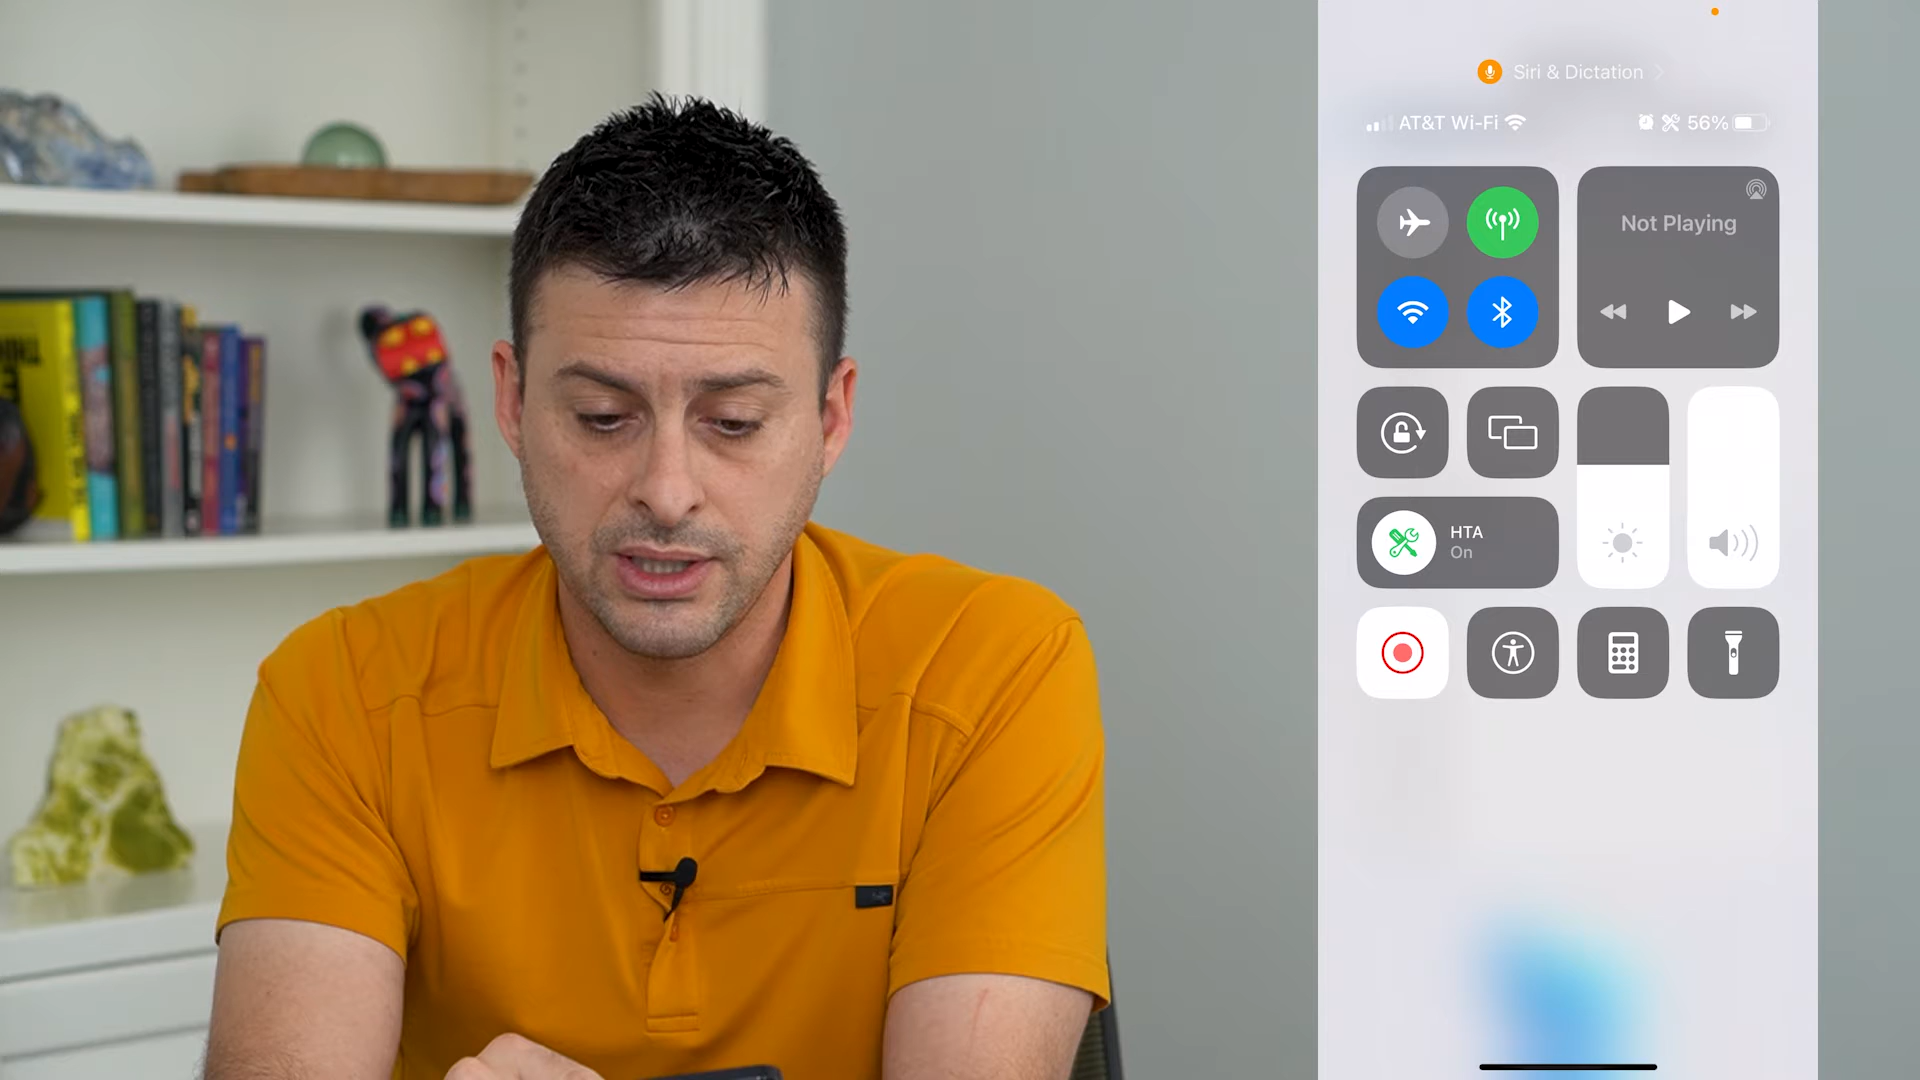 Siri & Dictation
AT&T Wi-Fi
56%
Not Playing
HTA
On